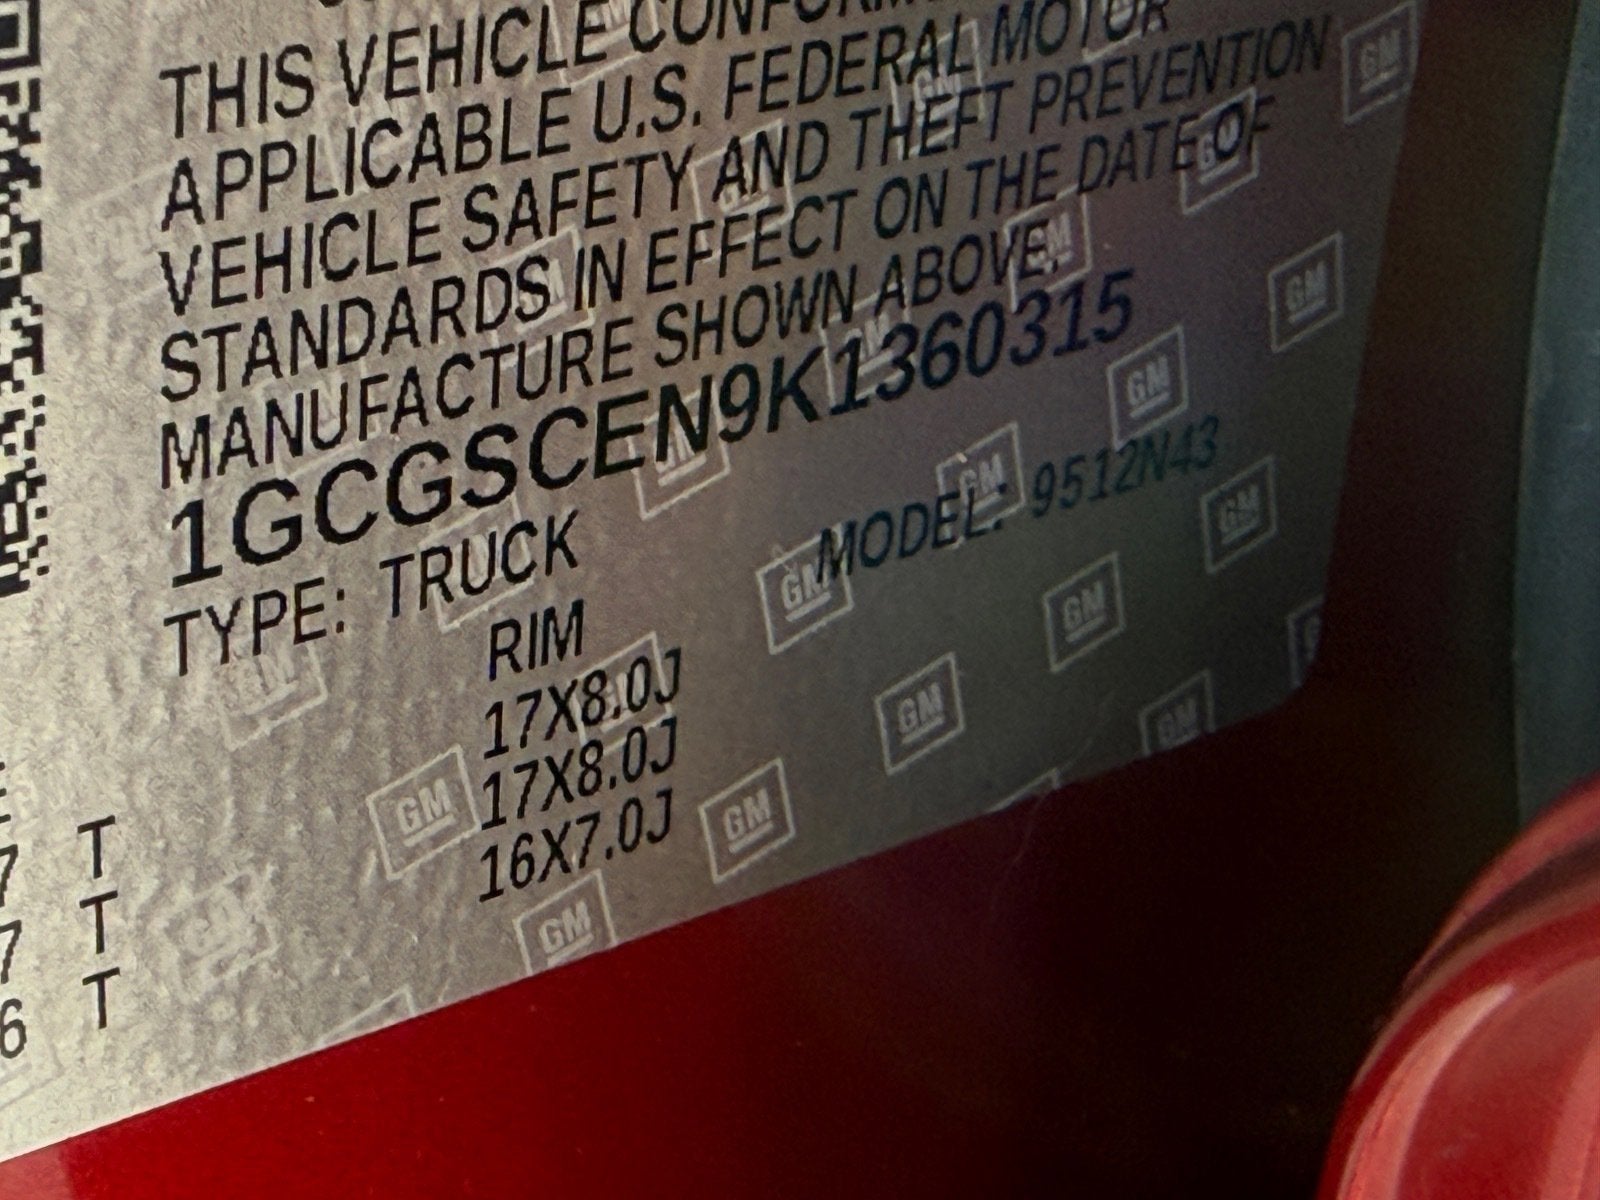 THIS VEHICLE
APPLICABLE U.S. FEDERAL MOTOR
VEHICLE SAFETY AND THEFT PREVENTION
STANDARDS IN EFFECT ON THE DATE OF
MANUFACTURE SHOWN ABOVE.
1GCGSCEN9K1360315
TYPE: TRUCK MODEL: 9512N43
RIM
17X8.0J
7 T 17X8.0J
7 T 16X7.0J
6 T
GM